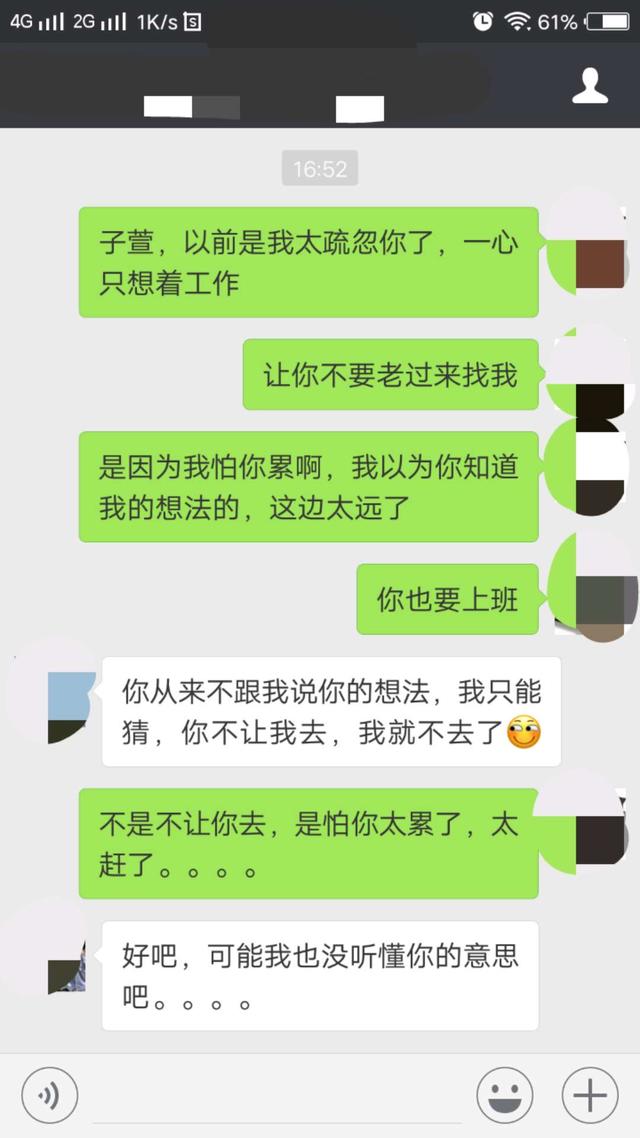 4G 2G 1K/s 61%
16:52
子萱，以前是我太疏忽你了，一心
只想着工作
让你不要老过来找我
是因为我怕你累啊，我以为你知道
我的想法的，这边太远了
你也要上班
你从来不跟我说你的想法，我只能
猜，你不让我去，我就不去了
不是不让你去，是怕你太累了，太
赶了。。。。
好吧，可能我也没听懂你的意思
吧。。。。